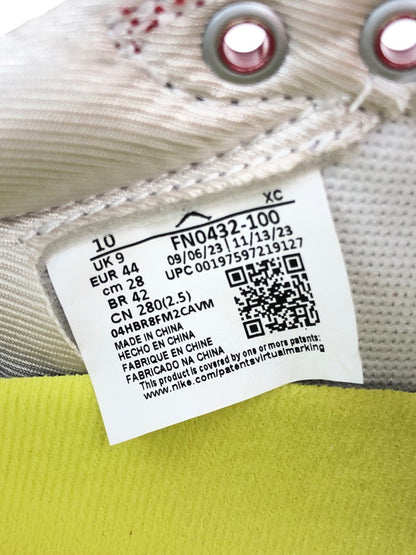 10 XC
UK 9 FN0432-100
EUR 44 09/06/23 | 11/13/23
cm 28 UPC 00197597219127
BR 42
CN 280(2.5)
04HBR8FM2CAVM
MADE IN CHINA
HECHO EN CHINA
FABRIQUE EN CHINE
FABRICADO NA CHINA
This product is covered by one or more patents:
www.nike.com/patentsvirtualmarking